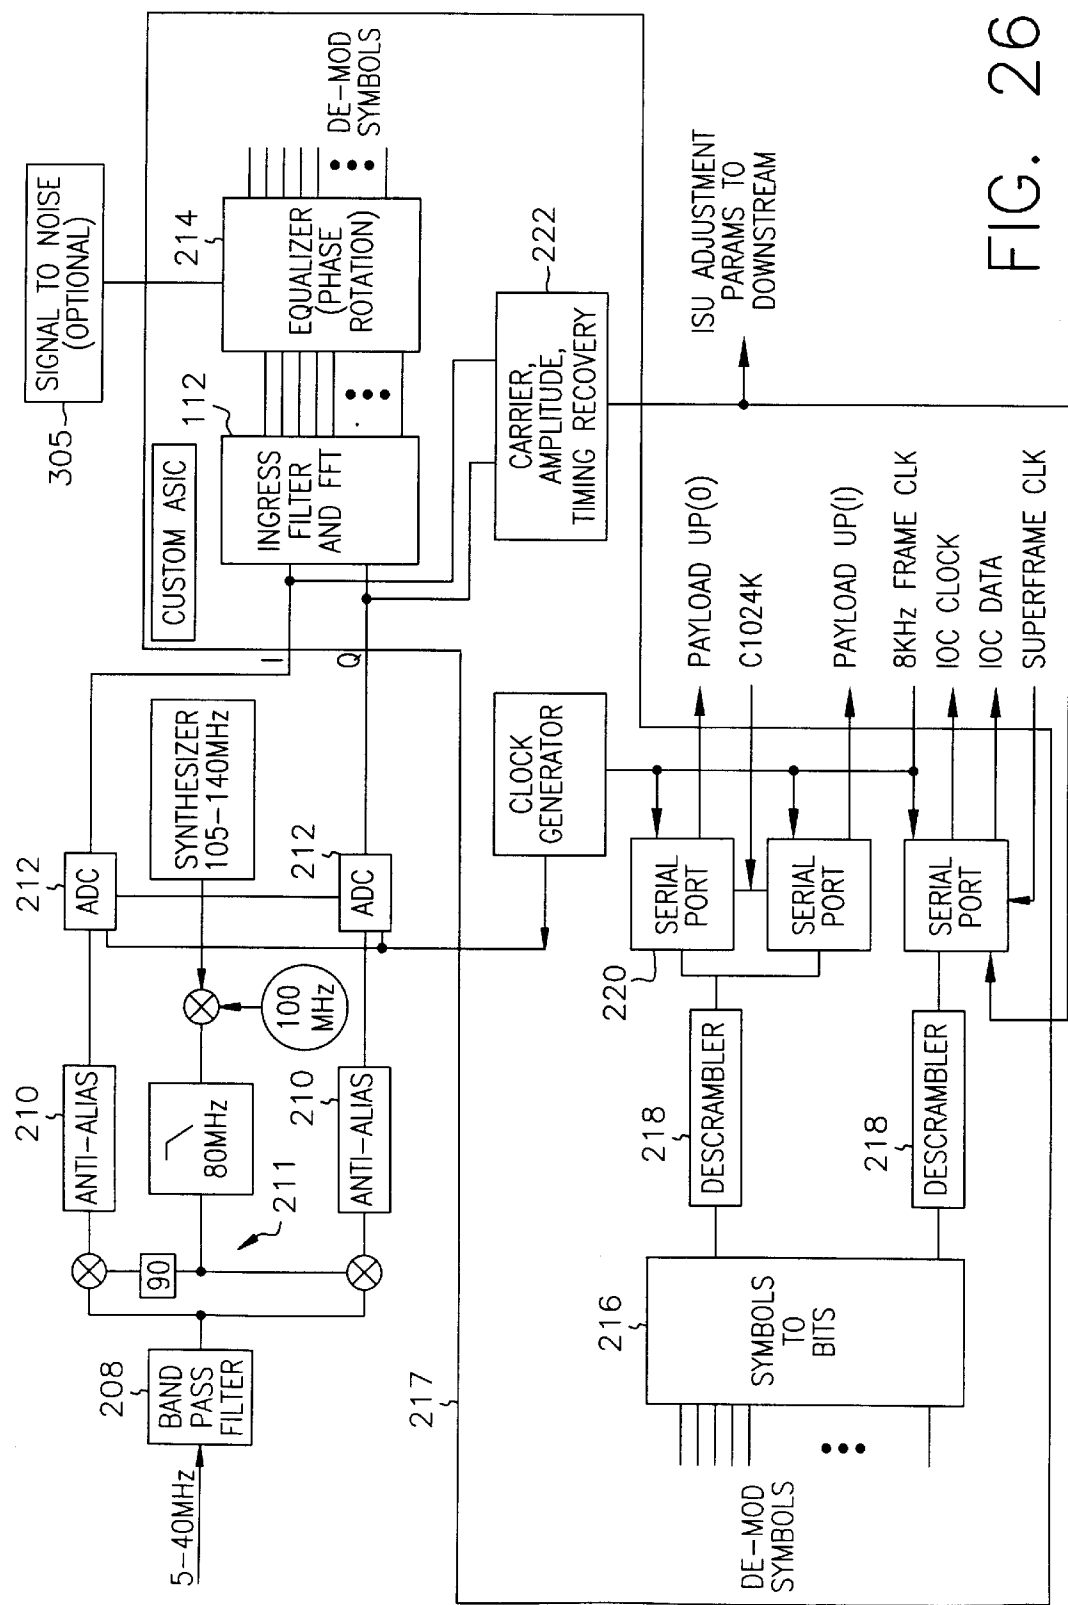 5-40MHz
208
BAND
PASS
FILTER
90
211
210
ANTI-ALIAS
80MHz
210
ANTI-ALIAS
100
MHz
212
ADC
SYNTHESIZER
105-140MHz
212
ADC
I
Q
CUSTOM ASIC
112
INGRESS
FILTER
AND FFT
214
EQUALIZER
(PHASE
ROTATION)
305
SIGNAL TO NOISE
(OPTIONAL)
DE-MOD
SYMBOLS
222
CARRIER,
AMPLITUDE,
TIMING RECOVERY
ISU ADJUSTMENT
PARAMS TO
DOWNSTREAM
CLOCK
GENERATOR
217
DE-MOD
SYMBOLS
216
SYMBOLS
TO
BITS
218
DESCRAMBLER
218
DESCRAMBLER
220
SERIAL
PORT
SERIAL
PORT
SERIAL
PORT
PAYLOAD UP(0)
C1024K
PAYLOAD UP(1)
8KHz FRAME CLK
IOC CLOCK
IOC DATA
SUPERFRAME CLK
FIG. 26